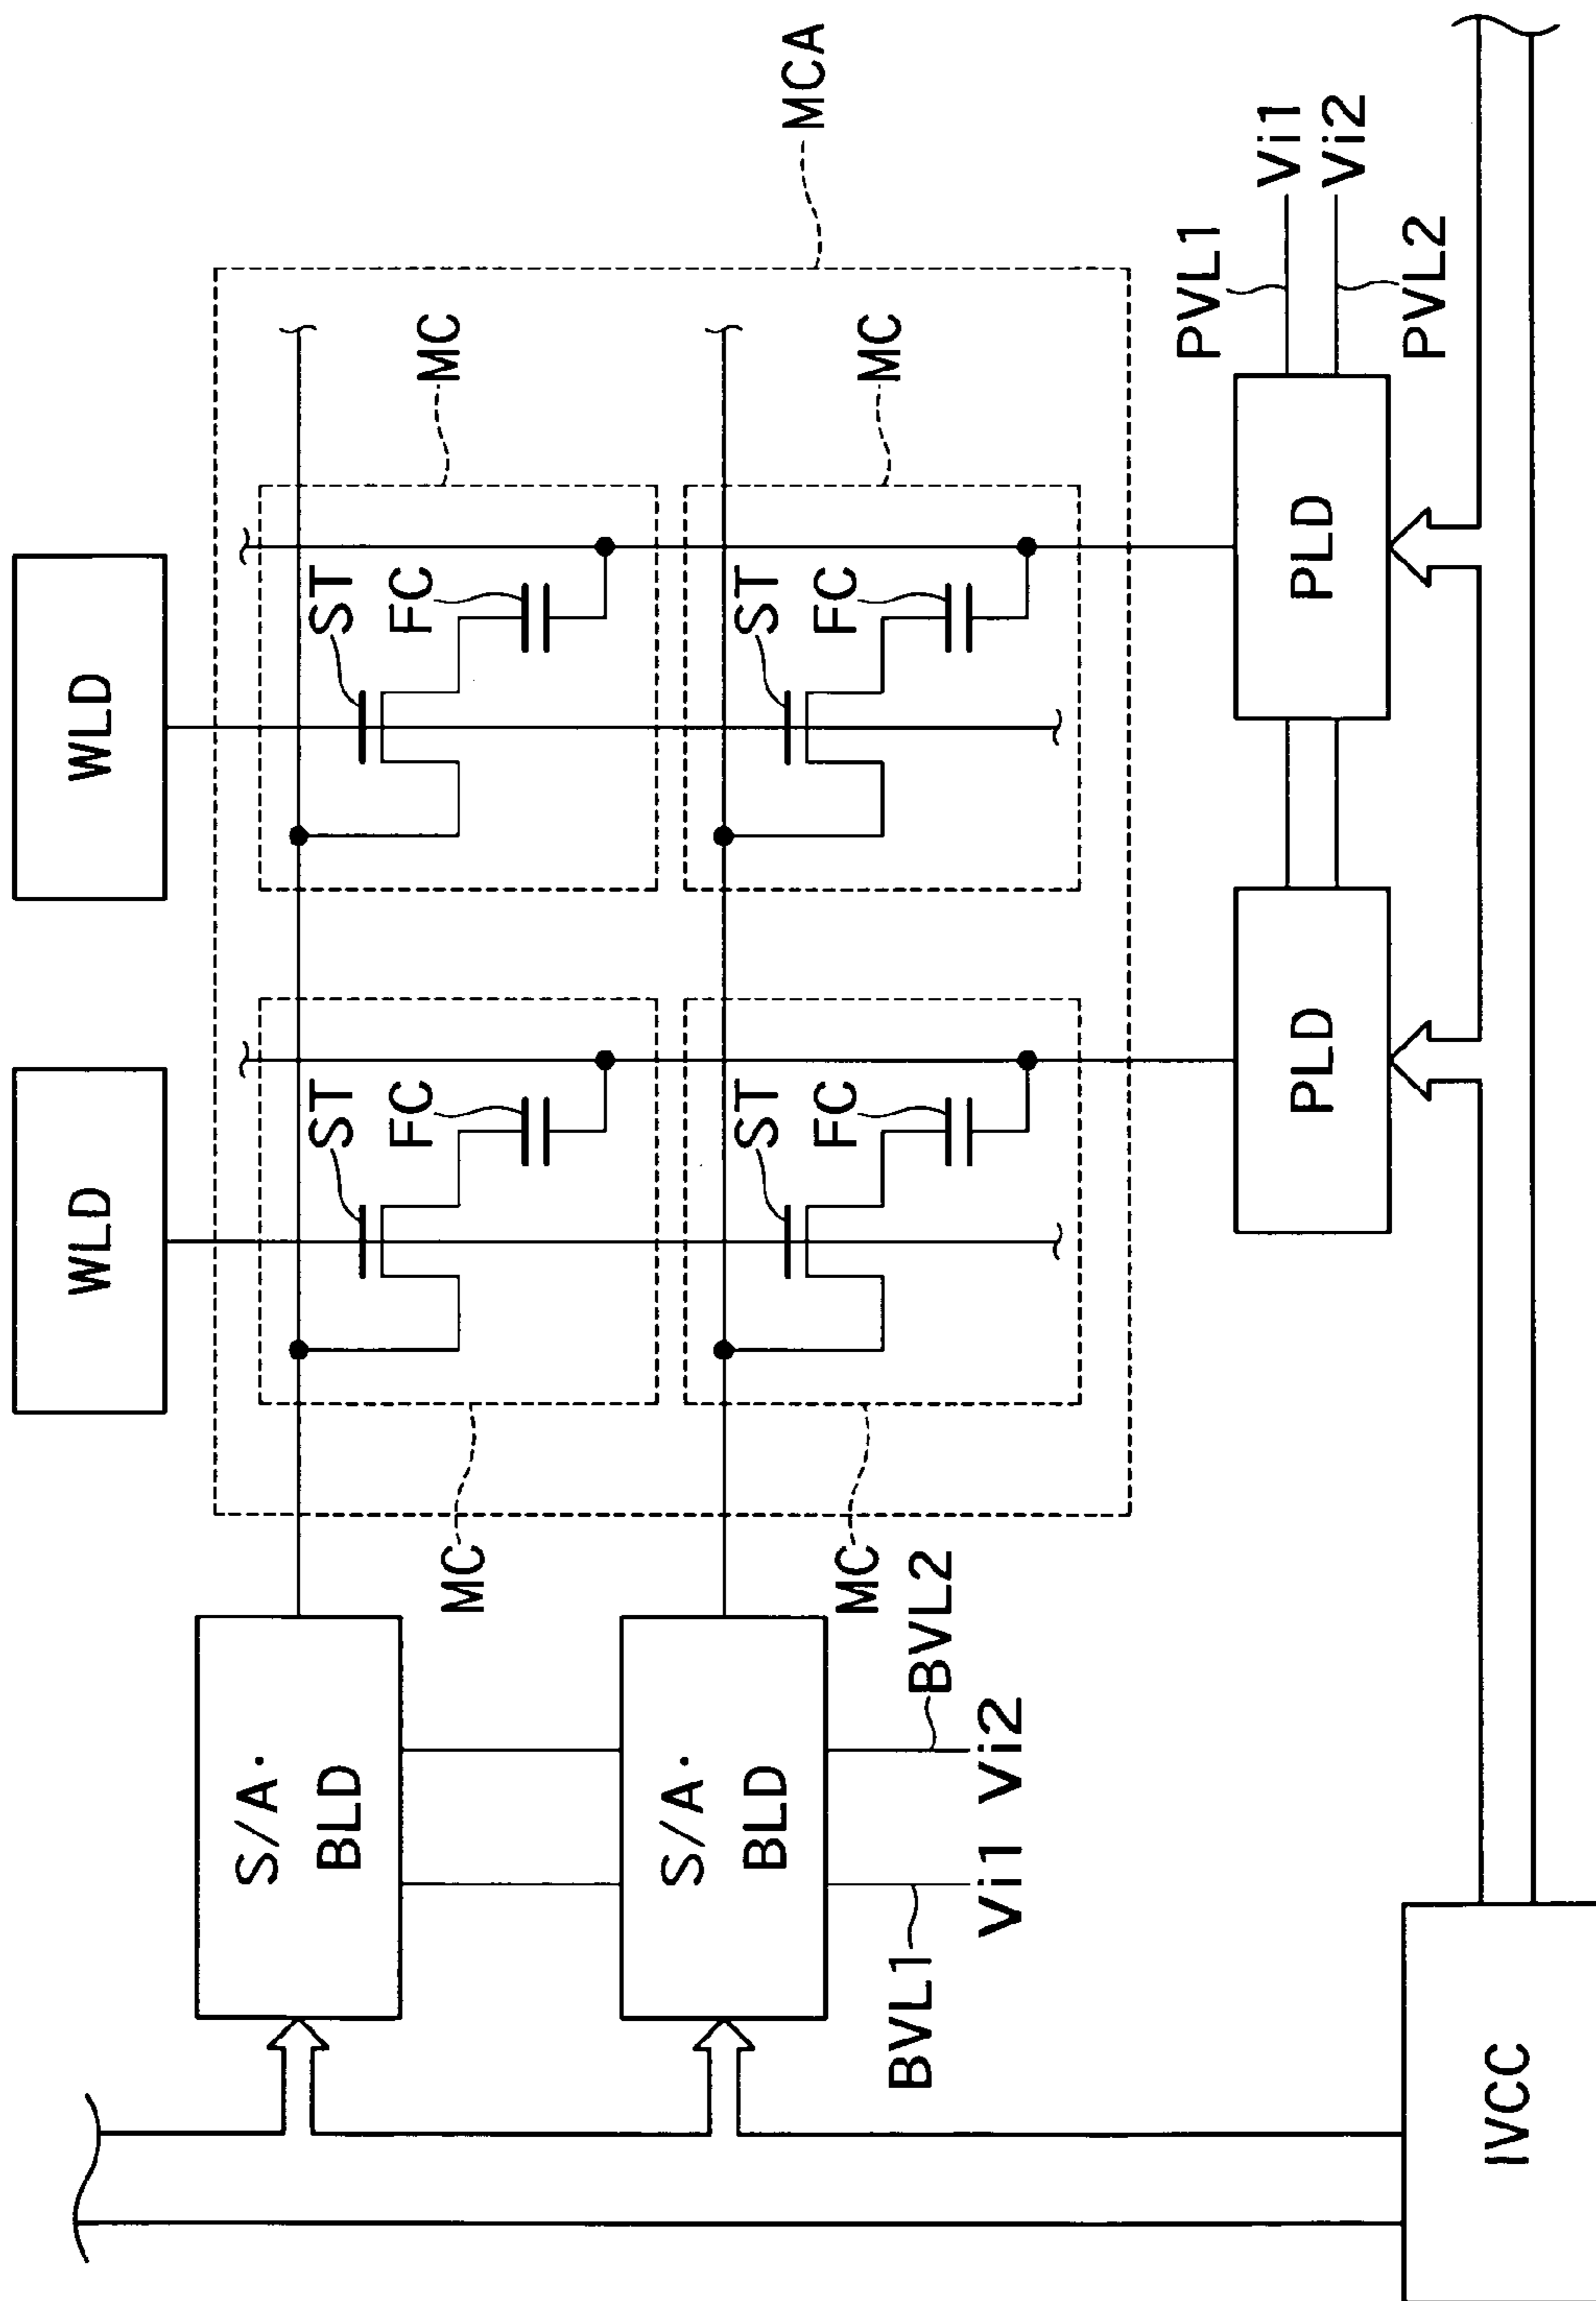 WLD
WLD
S/A·
BLD
ST
ST
FC
FC
MC
MC
S/A·
BLD
ST
ST
MCA
FC
FC
MC
MC
BVL1
BVL2
Vi1 Vi2
PVL1
PLD
PLD
Vi1
Vi2
PVL2
IVCC